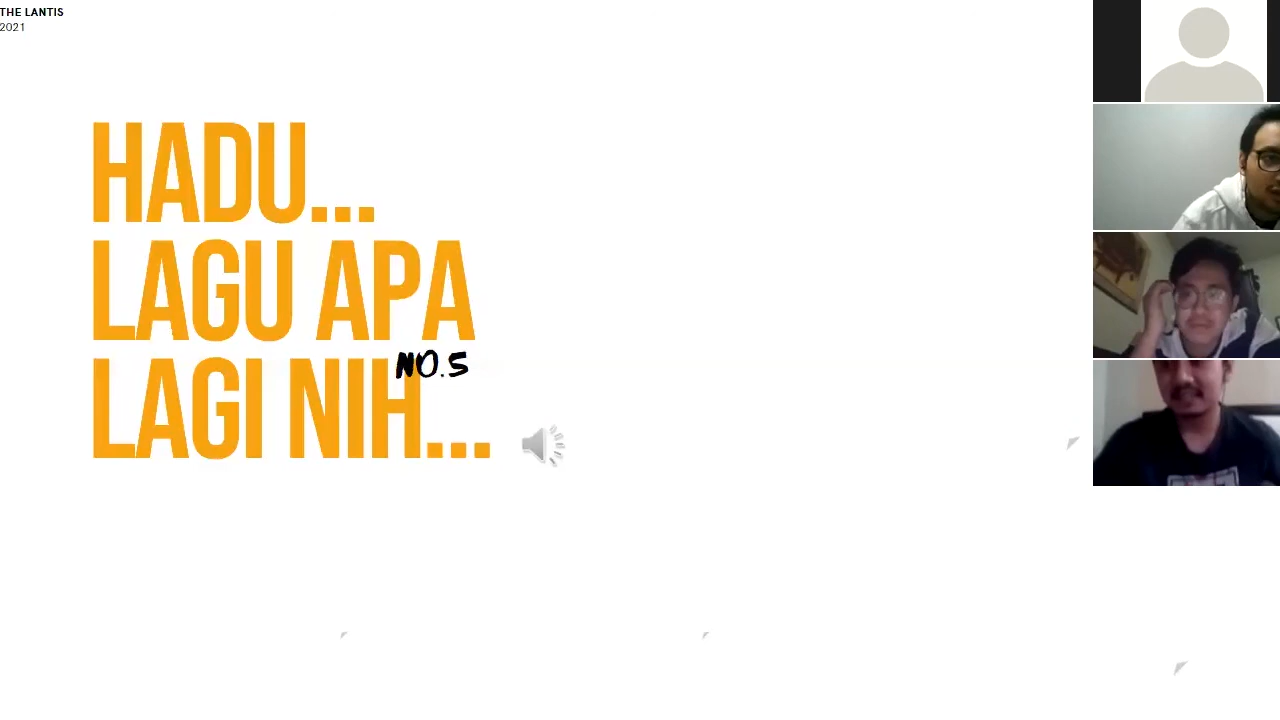 THE LANTIS
2021
HADU...
LAGU APA
NO.5
LAGI NIH...